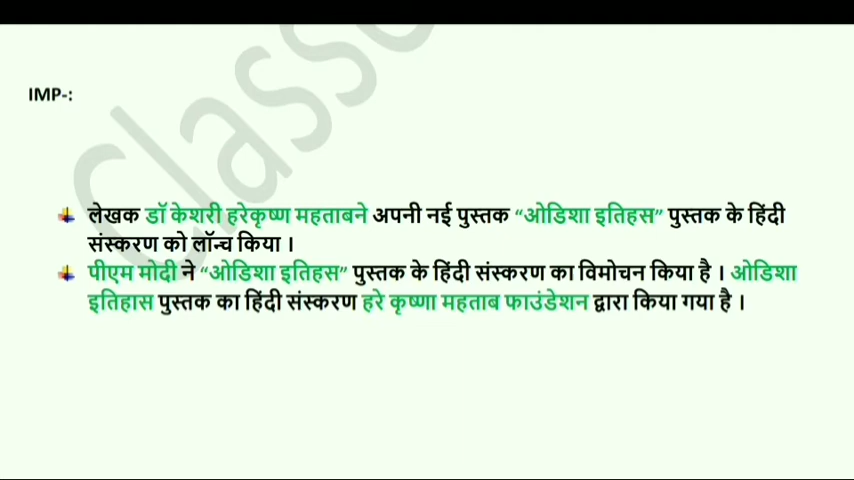 Classe
IMP-:
लेखक डॉ केशरी हरेकृष्ण महताबने अपनी नई पुस्तक “ओडिशा इतिहस” पुस्तक के हिंदी
संस्करण को लॉन्च किया ।
पीएम मोदी ने “ओडिशा इतिहस” पुस्तक के हिंदी संस्करण का विमोचन किया है । ओडिशा
इतिहास पुस्तक का हिंदी संस्करण हरे कृष्णा महताब फाउंडेशन द्वारा किया गया है ।